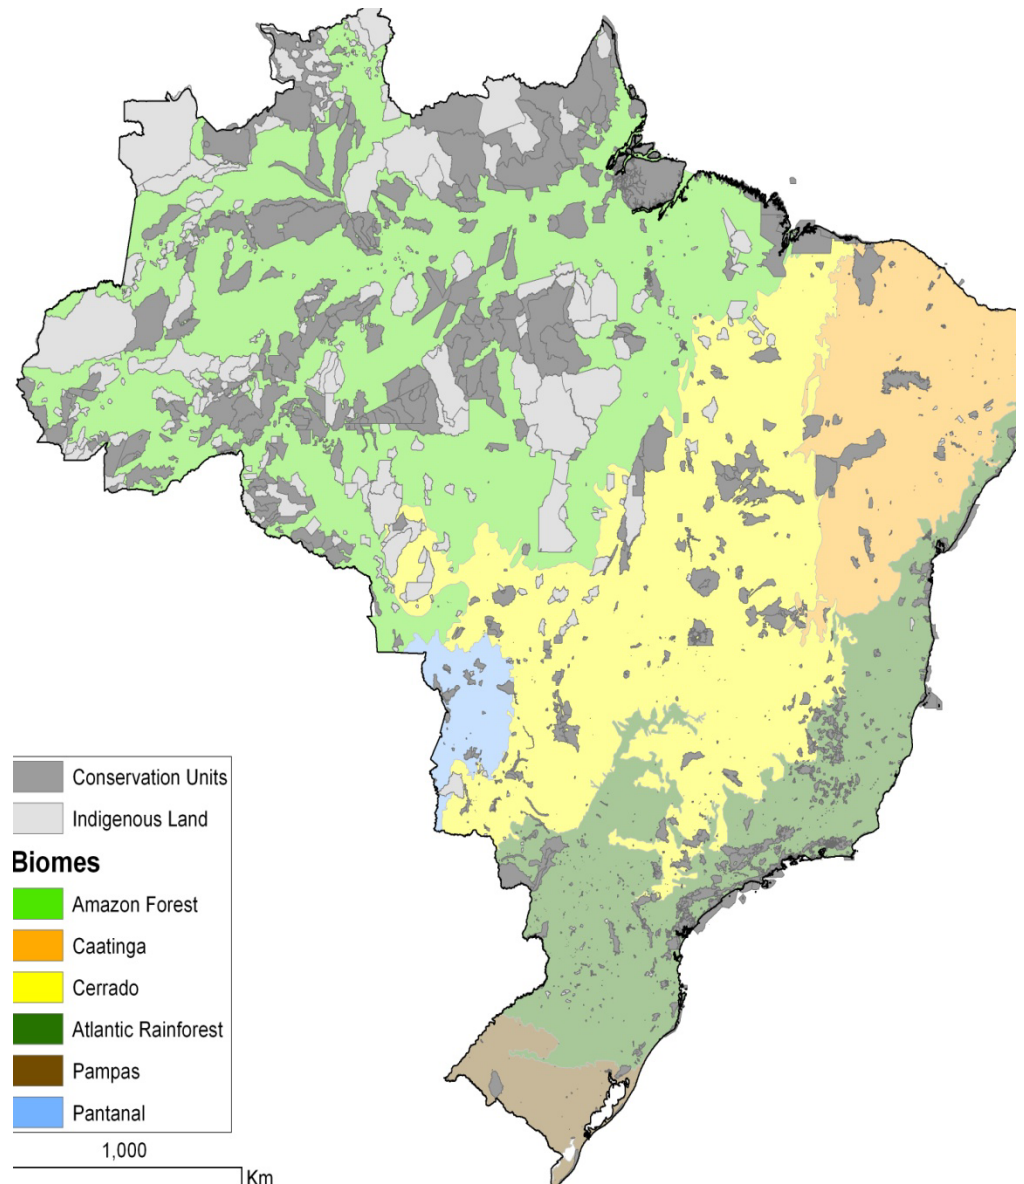 Conservation Units
Indigenous Land
Biomes
Amazon Forest
Caatinga
Cerrado
Atlantic Rainforest
Pampas
Pantanal
1,000
Km